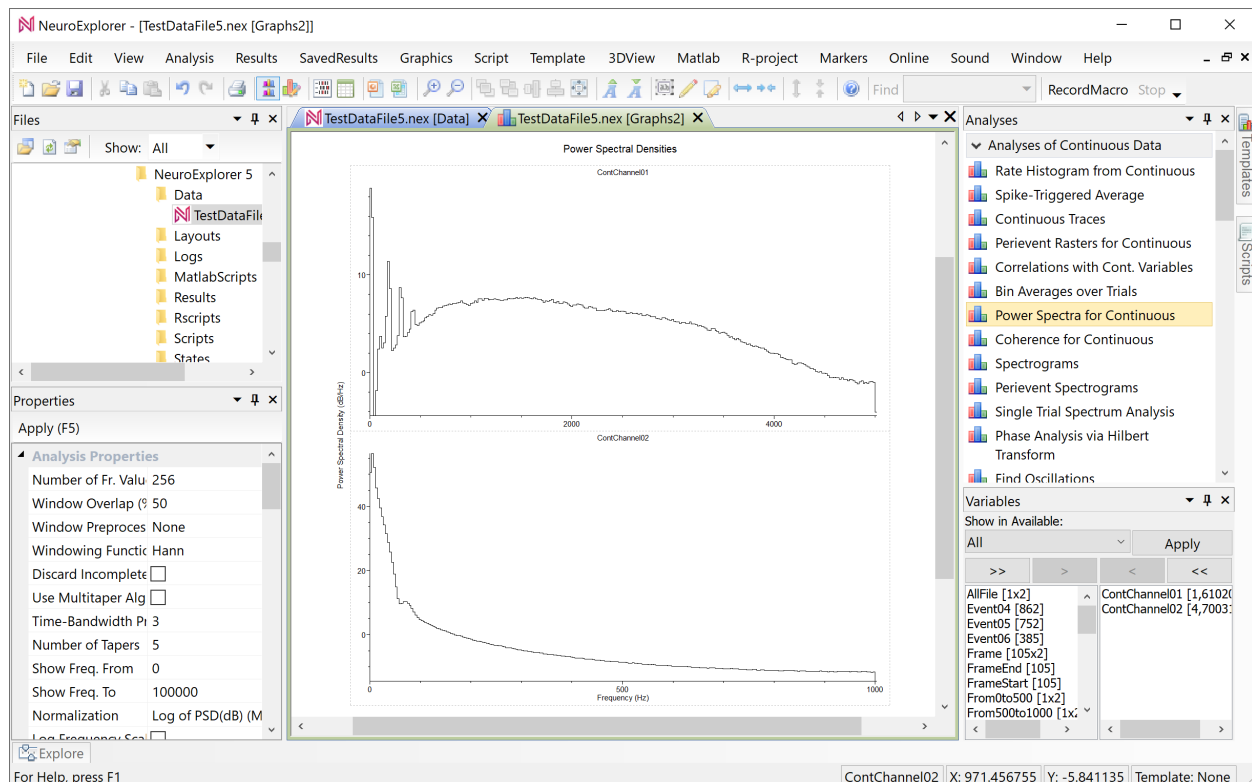 NeuroExplorer - [TestDataFile5.nex [Graphs2]]
File Edit View Analysis Results SavedResults Graphics Script Template 3DView Matlab R-project Markers Online Sound Window Help
Find RecordMacro Stop
Files
Show: All
NeuroExplorer 5
Data
TestDataFile
Layouts
Logs
MatlabScripts
Results
Rscripts
Scripts
States
Properties
Apply (F5)
Analysis Properties
Number of Fr. Valu 256
Window Overlap (% 50
Window Preproces None
Windowing Functio Hann
Discard Incomplete
Use Multitaper Alg
Time-Bandwidth Pr 3
Number of Tapers 5
Show Freq. From 0
Show Freq. To 100000
Normalization Log of PSD(dB) (M
Log Frequency Scal
TestDataFile5.nex [Data] TestDataFile5.nex [Graphs2]
Power Spectral Densities
ContChannel01
10
0
0 2000 4000
Power Spectral Density (dB/Hz)
ContChannel02
40
20
0
0 500 1000
Frequency (Hz)
Analyses
Analyses of Continuous Data
Rate Histogram from Continuous
Spike-Triggered Average
Continuous Traces
Perievent Rasters for Continuous
Correlations with Cont. Variables
Bin Averages over Trials
Power Spectra for Continuous
Coherence for Continuous
Spectrograms
Perievent Spectrograms
Single Trial Spectrum Analysis
Phase Analysis via Hilbert
Transform
Find Oscillations
Templates
Scripts
Variables
Show in Available:
All Apply
>> > < <<
AllFile [1x2]
Event04 [862]
Event05 [752]
Event06 [385]
Frame [105x2]
FrameEnd [105]
FrameStart [105]
From0to500 [1x2]
From500to1000 [1x2
ContChannel01 [1,61020
ContChannel02 [4,70031
Explore
For Help, press F1
ContChannel02 X: 971.456755 Y: -5.841135 Template: None